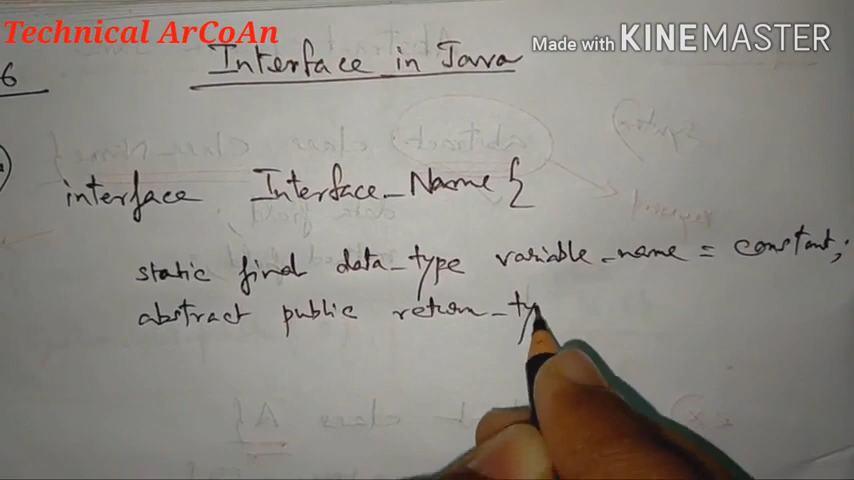 Technical ArCoAn
Made with KINEMASTER
6
Interface in Java
interface Interface_Name {
static final data_type variable_name = constant;
abstract public return_ty